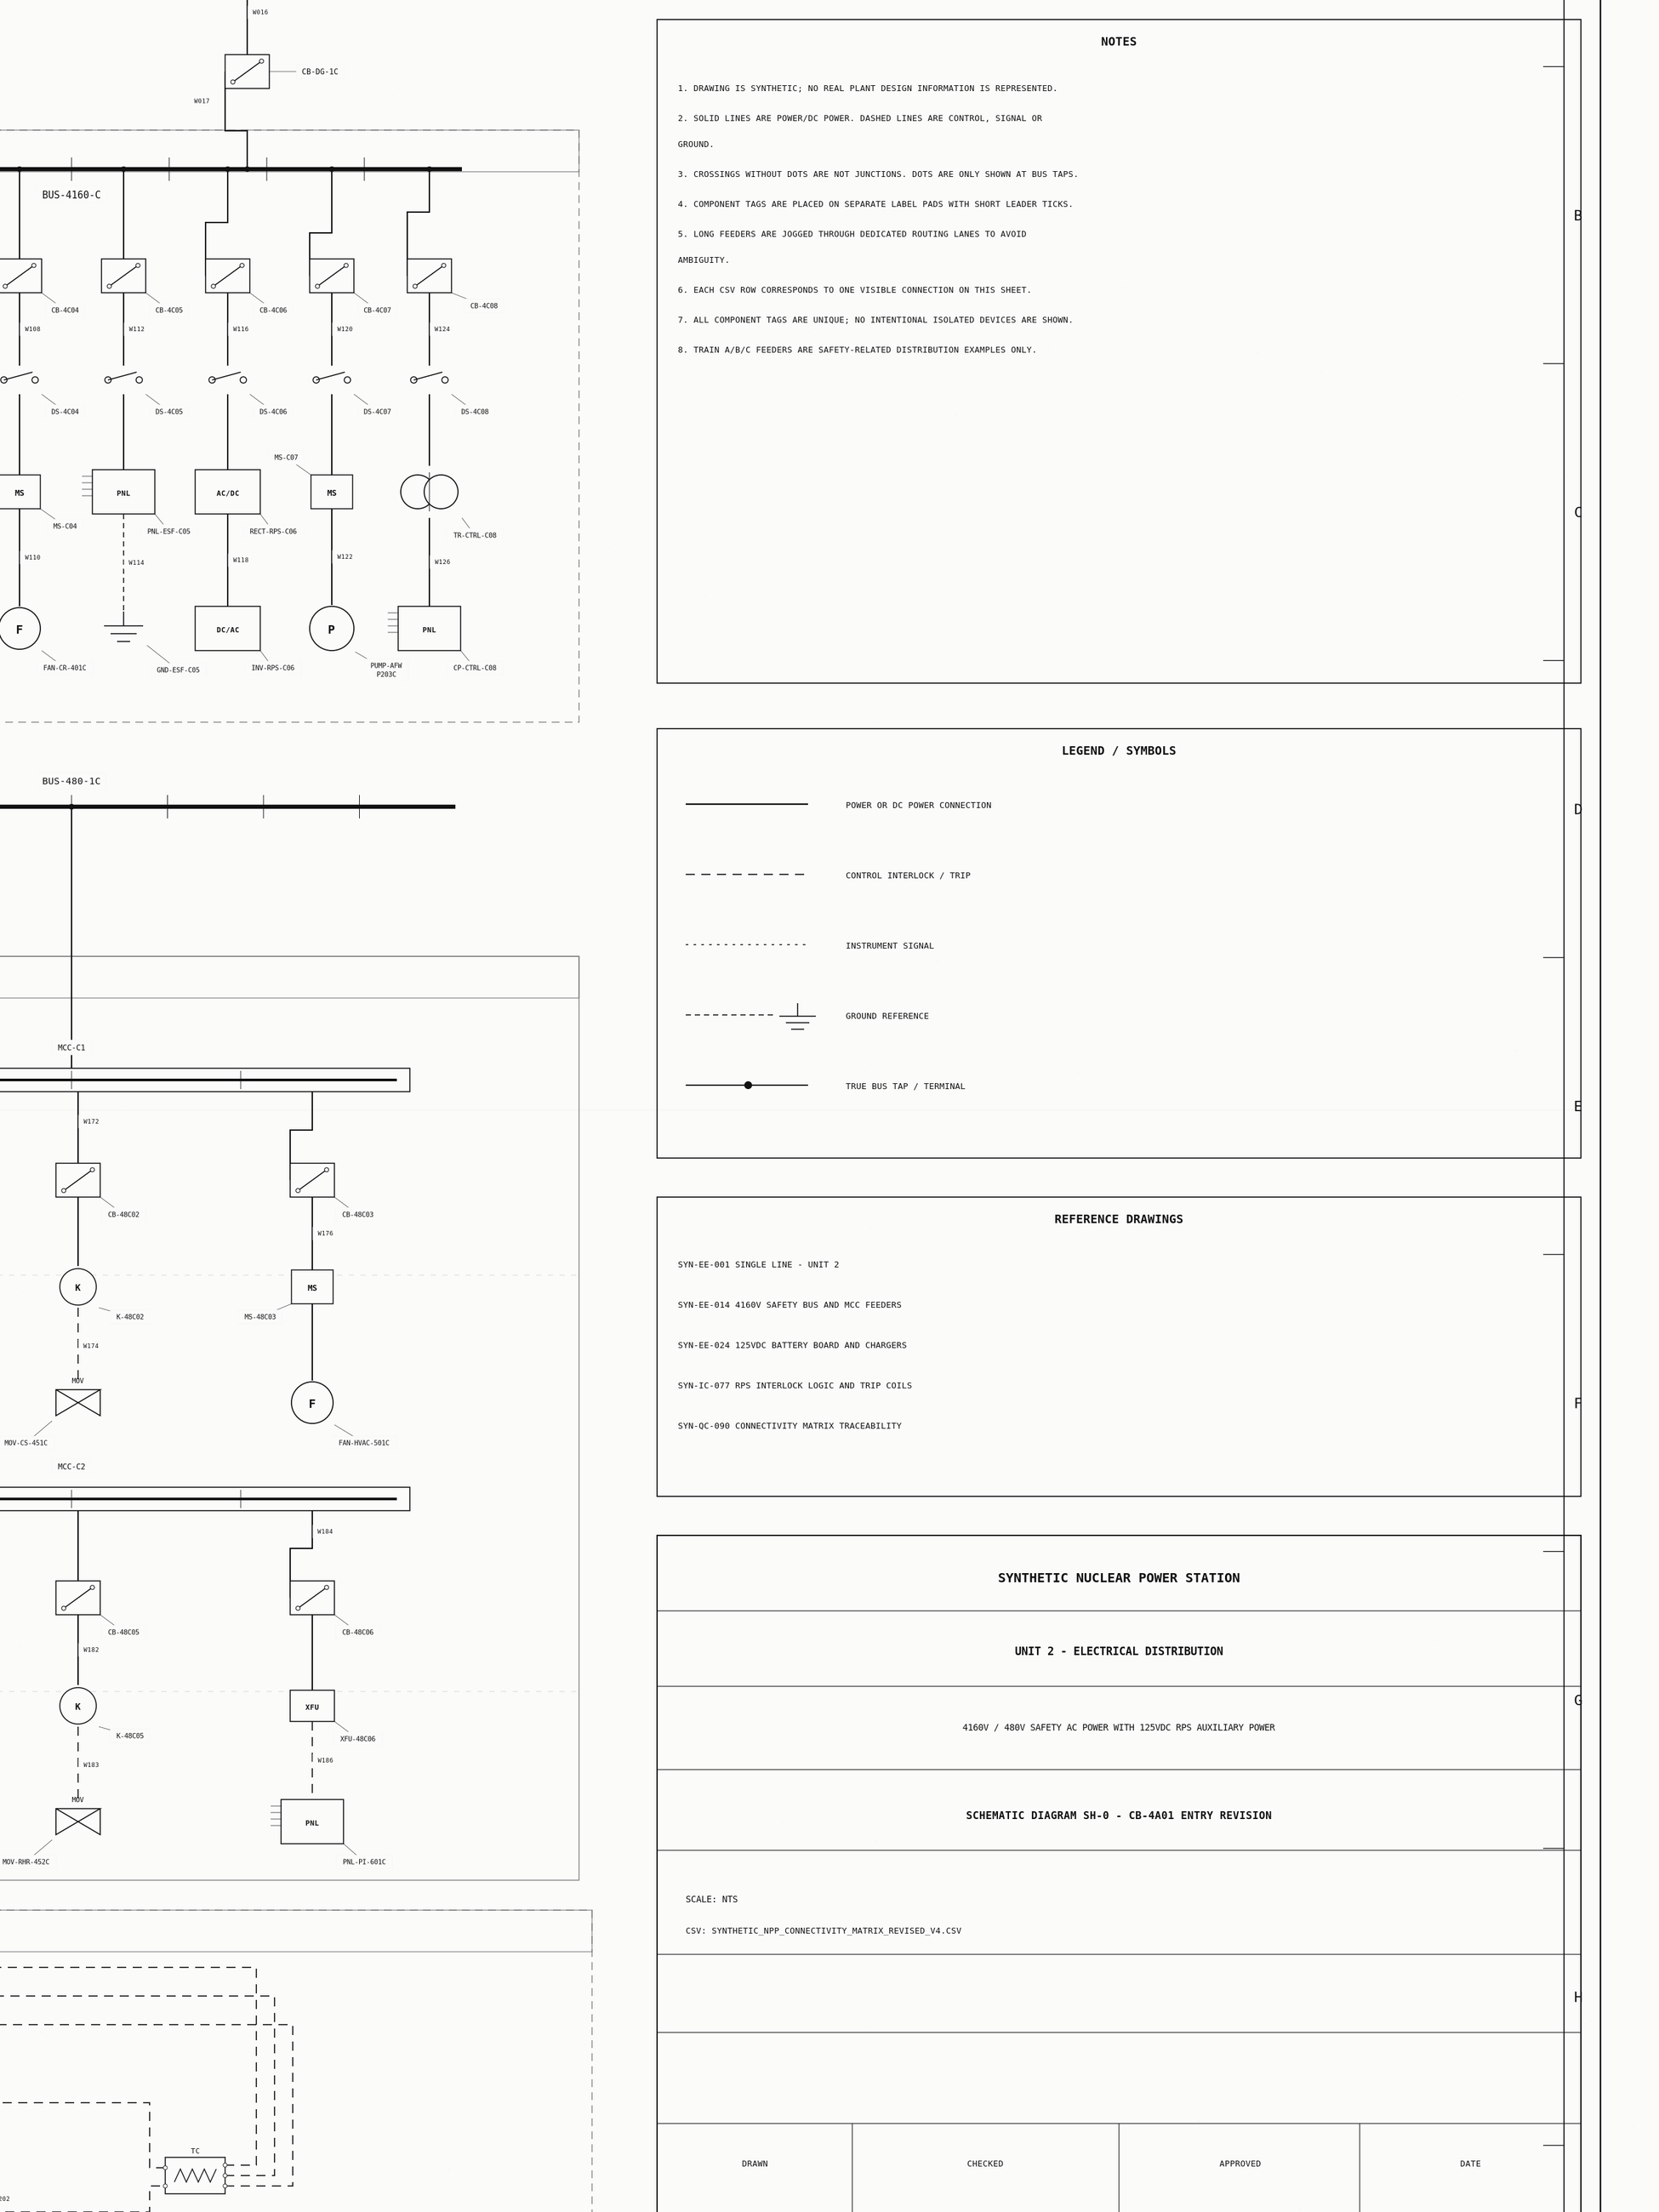 W016
CB-DG-1C
W017
BUS-4160-C
CB-4C04
CB-4C05
CB-4C06
CB-4C07
CB-4C08
W108
W112
W116
W120
W124
DS-4C04
DS-4C05
DS-4C06
DS-4C07
DS-4C08
MS-C07
MS
PNL
AC/DC
MS
MS-C04
PNL-ESF-C05
RECT-RPS-C06
TR-CTRL-C08
W110
W114
W118
W122
W126
F
DC/AC
P
PNL
FAN-CR-401C
GND-ESF-C05
INV-RPS-C06
PUMP-AFW
P203C
CP-CTRL-C08
BUS-480-1C
MCC-C1
W172
CB-48C02
CB-48C03
W176
K
MS
K-48C02
MS-48C03
W174
MOV
F
MOV-CS-451C
FAN-HVAC-501C
MCC-C2
W184
CB-48C05
CB-48C06
W182
K
XFU
K-48C05
XFU-48C06
W183
W186
MOV
PNL
MOV-RHR-452C
PNL-PI-601C
TC
NOTES
1. DRAWING IS SYNTHETIC; NO REAL PLANT DESIGN INFORMATION IS REPRESENTED.
2. SOLID LINES ARE POWER/DC POWER. DASHED LINES ARE CONTROL, SIGNAL OR
GROUND.
3. CROSSINGS WITHOUT DOTS ARE NOT JUNCTIONS. DOTS ARE ONLY SHOWN AT BUS TAPS.
4. COMPONENT TAGS ARE PLACED ON SEPARATE LABEL PADS WITH SHORT LEADER TICKS.
5. LONG FEEDERS ARE JOGGED THROUGH DEDICATED ROUTING LANES TO AVOID
AMBIGUITY.
6. EACH CSV ROW CORRESPONDS TO ONE VISIBLE CONNECTION ON THIS SHEET.
7. ALL COMPONENT TAGS ARE UNIQUE; NO INTENTIONAL ISOLATED DEVICES ARE SHOWN.
8. TRAIN A/B/C FEEDERS ARE SAFETY-RELATED DISTRIBUTION EXAMPLES ONLY.
LEGEND / SYMBOLS
POWER OR DC POWER CONNECTION
CONTROL INTERLOCK / TRIP
INSTRUMENT SIGNAL
GROUND REFERENCE
TRUE BUS TAP / TERMINAL
REFERENCE DRAWINGS
SYN-EE-001 SINGLE LINE - UNIT 2
SYN-EE-014 4160V SAFETY BUS AND MCC FEEDERS
SYN-EE-024 125VDC BATTERY BOARD AND CHARGERS
SYN-IC-077 RPS INTERLOCK LOGIC AND TRIP COILS
SYN-QC-090 CONNECTIVITY MATRIX TRACEABILITY
SYNTHETIC NUCLEAR POWER STATION
UNIT 2 - ELECTRICAL DISTRIBUTION
4160V / 480V SAFETY AC POWER WITH 125VDC RPS AUXILIARY POWER
SCHEMATIC DIAGRAM SH-0 - CB-4A01 ENTRY REVISION
SCALE: NTS
CSV: SYNTHETIC_NPP_CONNECTIVITY_MATRIX_REVISED_V4.CSV
DRAWN
CHECKED
APPROVED
DATE
B
C
D
E
F
G
H